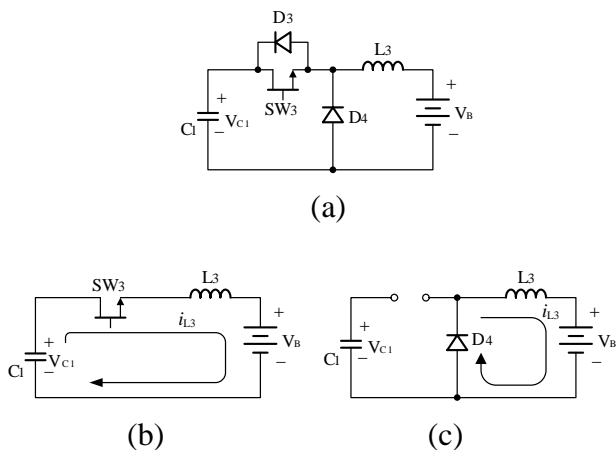 D3
L3
+
+
SW3
C1
VC1
D4
VB
–
–
(a)
SW3
L3
+
iL3
+
VB
C1
VC1
–
–
(b)
L3
+
iL3
+
VB
C1
VC1
D4
–
–
(c)